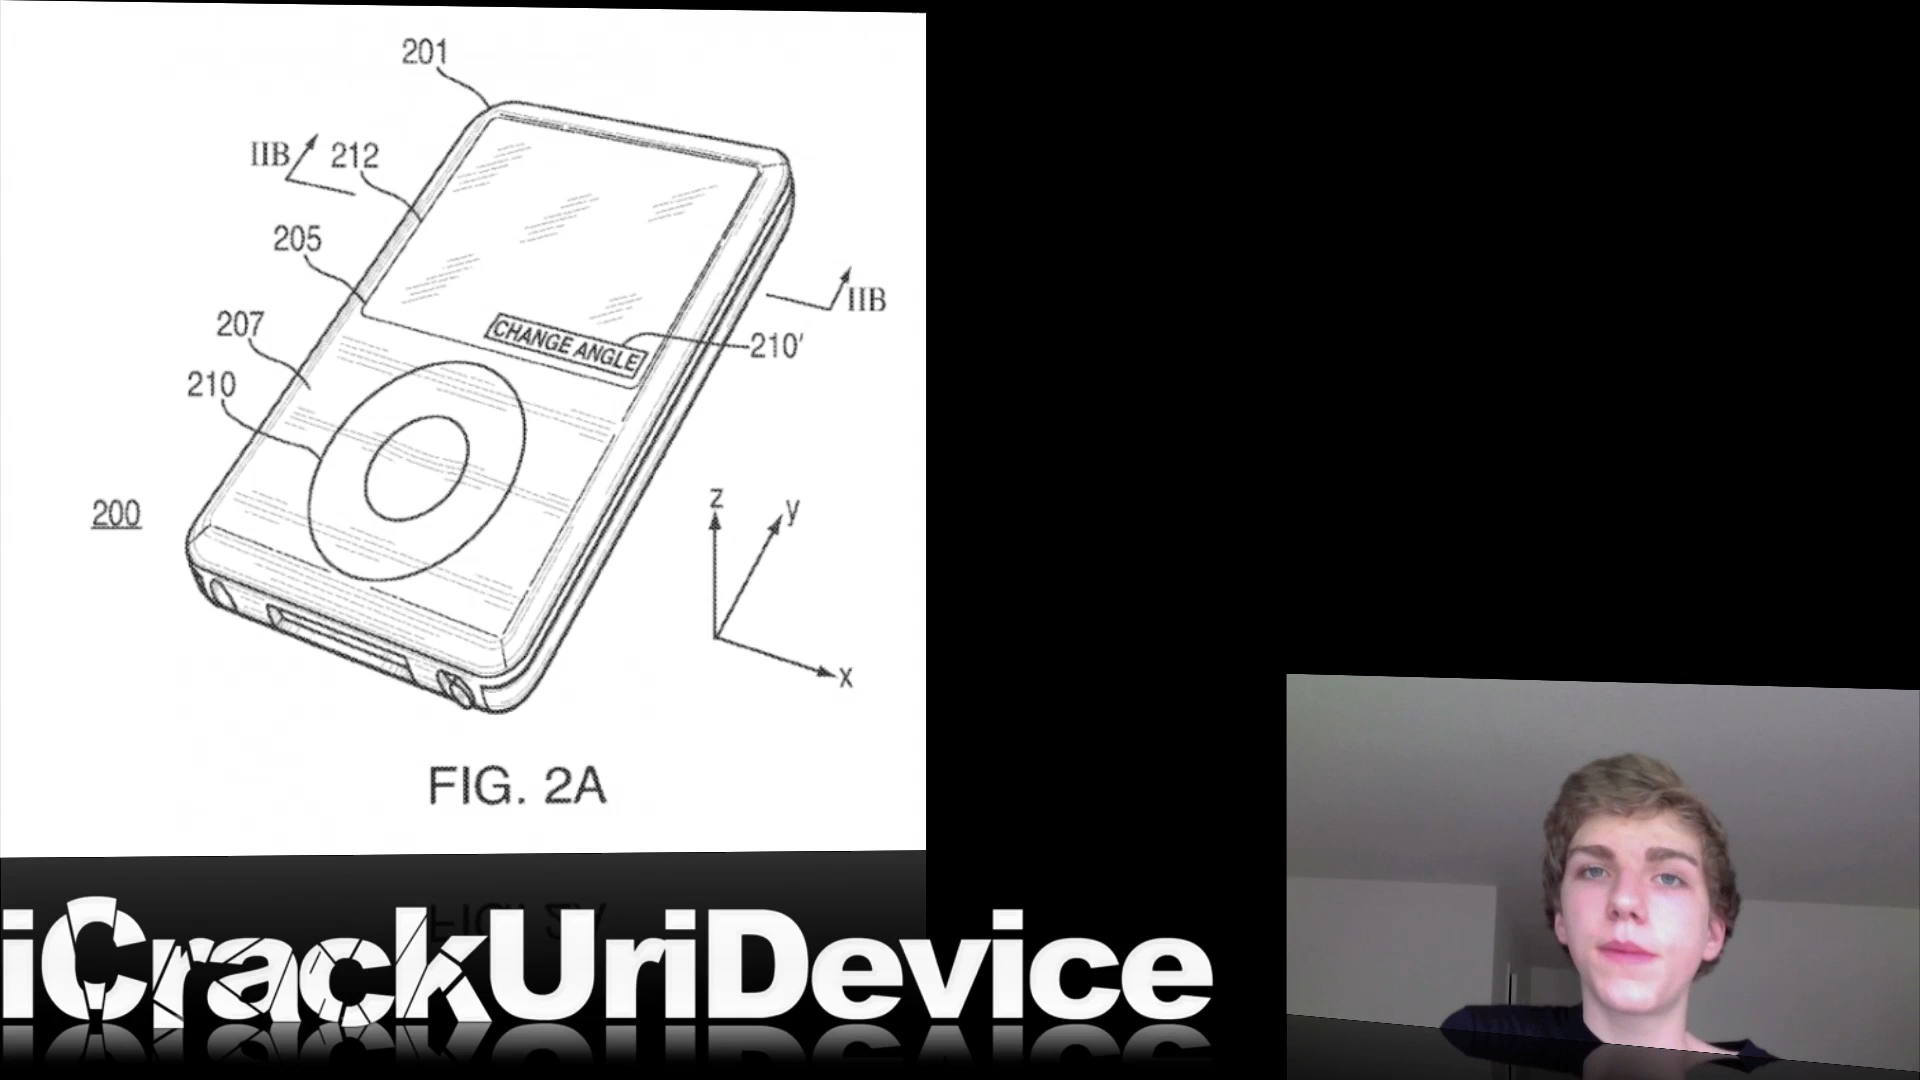 201
IIB
212
205
IIB
207
CHANGE ANGLE
210'
210
200
z
y
x
FIG. 2A
iCrackUriDevice